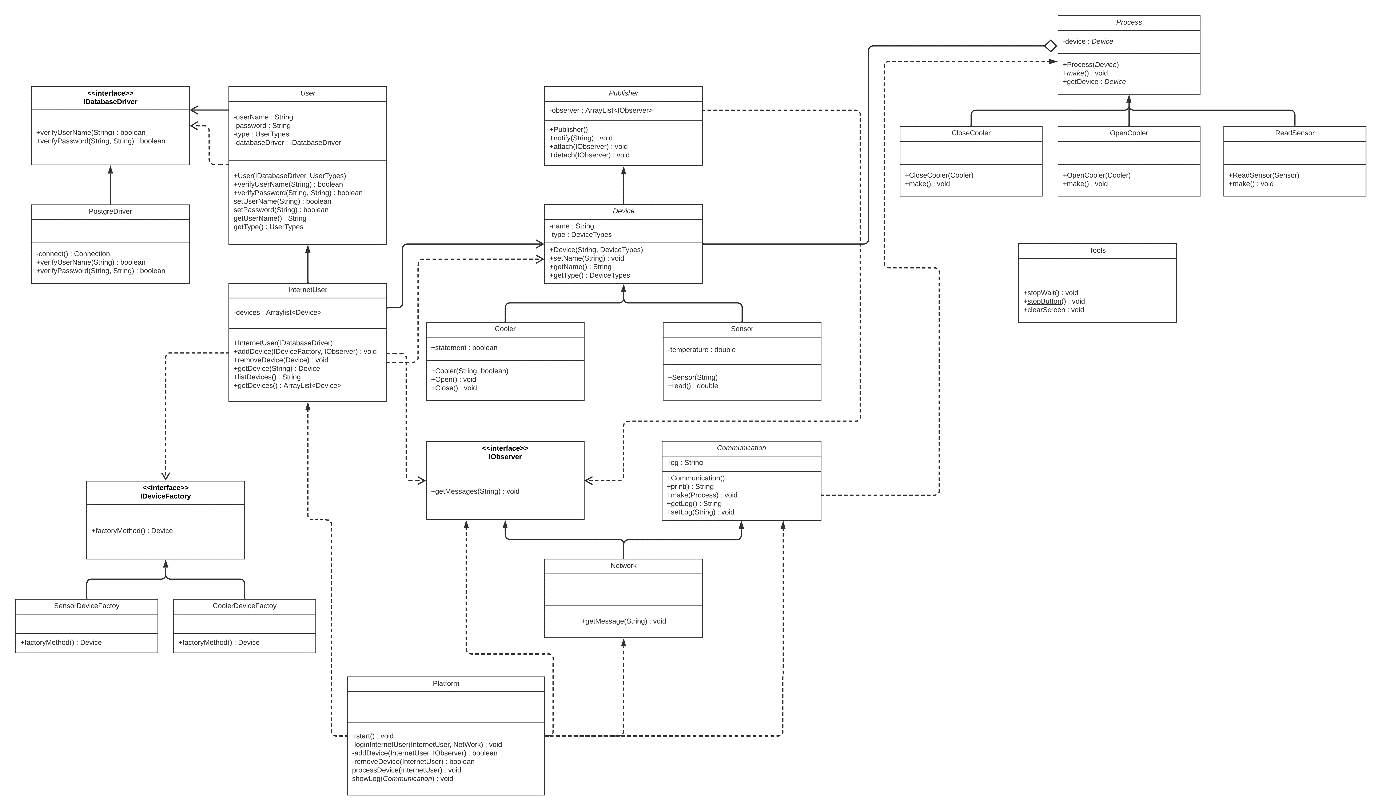 Process
-device : Device
+Process(Device)
+make() : void
+getDevice : Device
<<interface>>
IDatabaseDriver
+verifyUserName(String) : boolean
+verifyPassword(String, String) : boolean
User
-userName : String
-password : String
-type : UserTypes
-databaseDriver : IDatabaseDriver
+User(IDatabaseDriver, UserTypes)
+verifyUserName(String) : boolean
+verifyPassword(String, String) : boolean
setUserName(String) : boolean
setPassword(String) : boolean
getUserName() : String
getType() : UserTypes
Publisher
-observer : ArrayList<IObserver>
+Publisher()
+notify(String) : void
+attach(IObserver) : void
+detach(IObserver) : void
CloseCooler
+CloseCooler(Cooler)
+make() : void
OpenCooler
+OpenCooler(Cooler)
+make() : void
ReadSensor
+ReadSensor(Sensor)
+make() : void
PostgreDriver
-connect() : Connection
+verifyUserName(String) : boolean
+verifyPassword(String, String) : boolean
Device
-name : String
-type : DeviceTypes
+Device(String, DeviceTypes)
+setName(String) : void
+getName() : String
+getType() : DeviceTypes
Tools
+stopWait() : void
+stopButton() : void
+clearScreen : void
InternetUser
-devices : Arraylist<Device>
+InternetUser(IDatabaseDriver)
+addDevice(IDeviceFactory, IObserver) : void
+removeDevice(Device) : void
+getDevice(String) : Device
+listDevices() : String
+getDevices() : ArrayList<Device>
Cooler
+statement : boolean
+Cooler(String, boolean)
+Open() : void
+Close() : void
Sensor
-temperature : double
+Sensor(String)
+read() : double
<<interface>>
IObserver
+getMessages(String) : void
Communication
-log : String
+Communication()
+print() : String
+make(Process) : void
+getLog() : String
+setLog(String) : void
<<interface>>
IDeviceFactory
+factoryMethod() : Device
Network
+getMessage(String) : void
SensorDeviceFactoy
+factoryMethod() : Device
CoolerDeviceFactoy
+factoryMethod() : Device
Platform
+start() : void
-loginInternetUser(InternetUser, NetWork) : void
-addDevice(InternetUser, IObserver) : boolean
-removeDevice(InternetUser) : boolean
processDevice(InternetUser) : void
showLog(Communication) : void